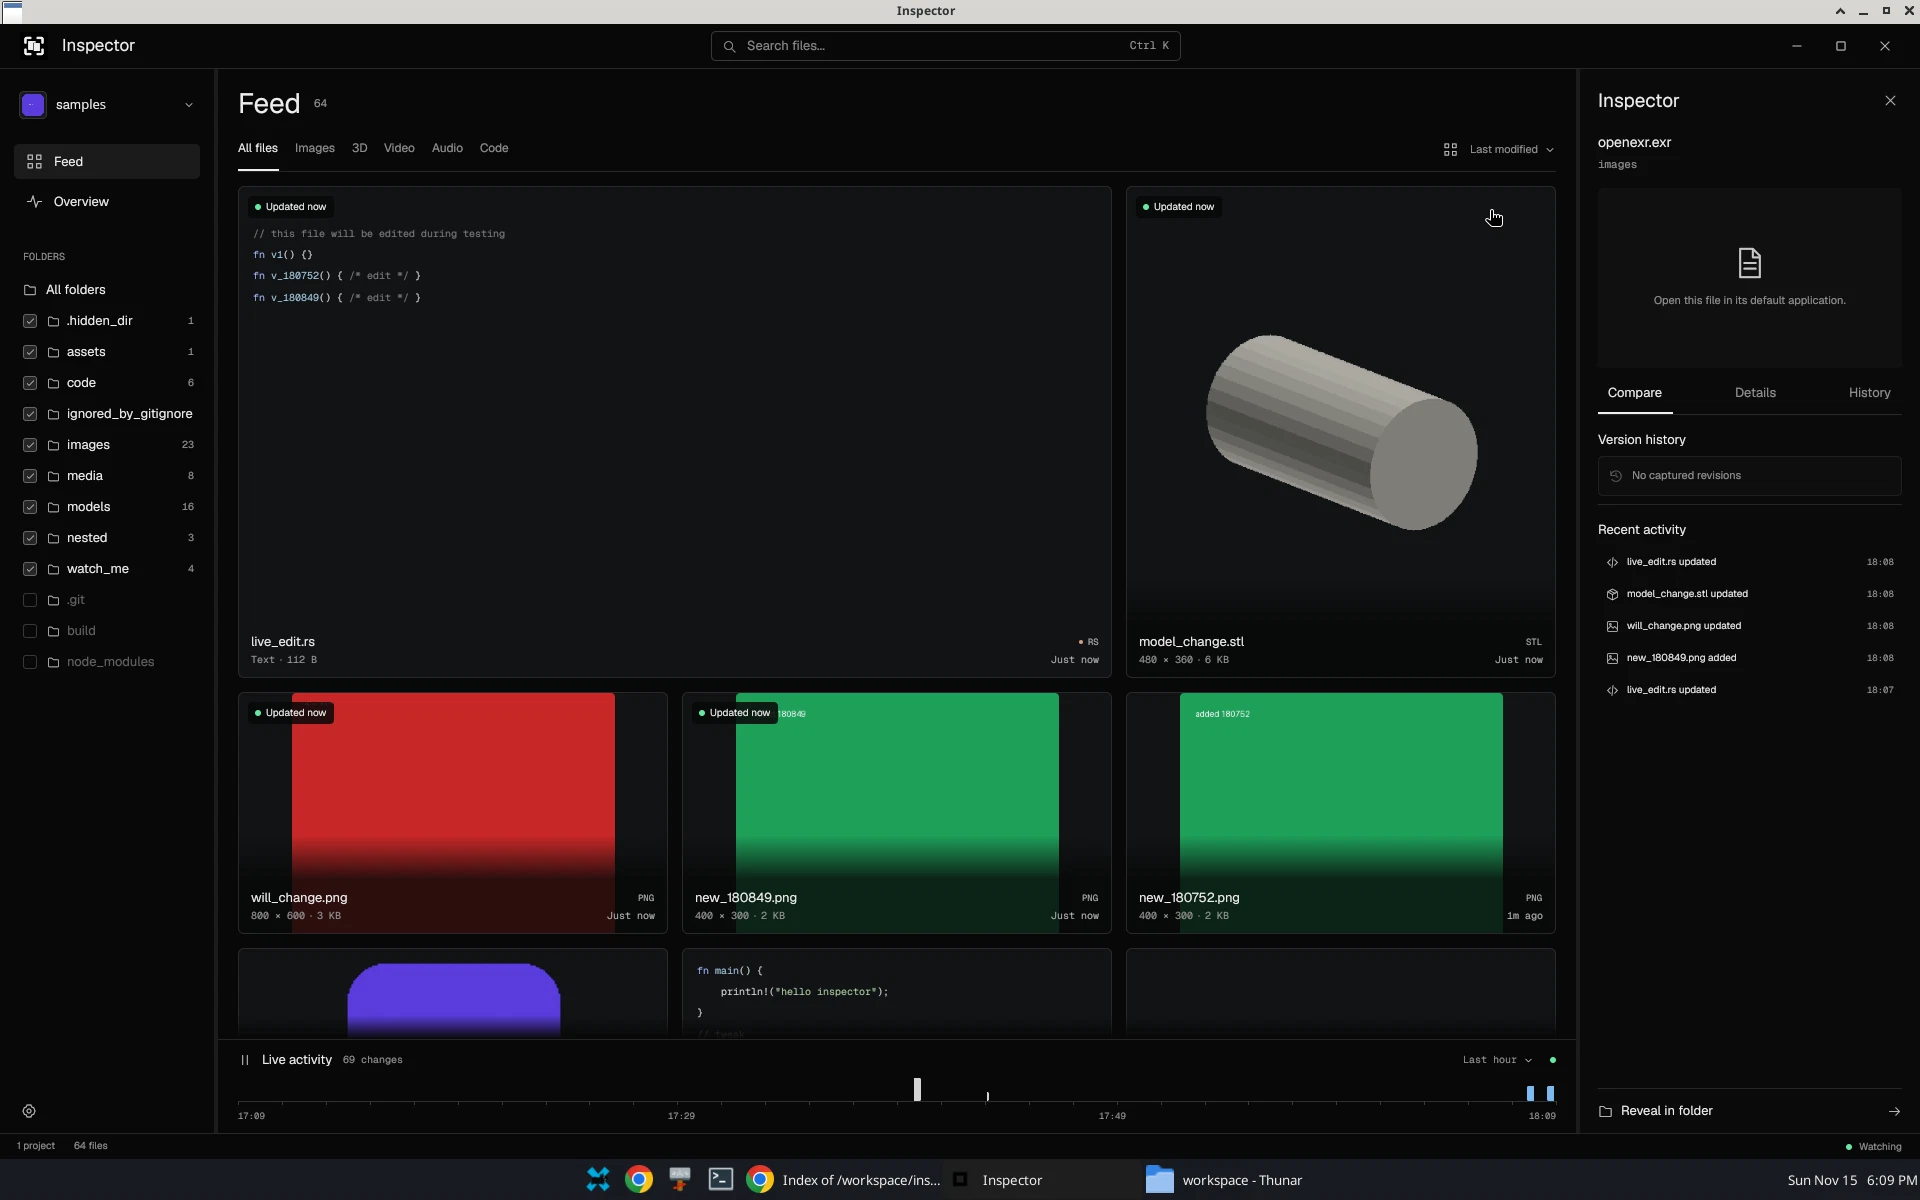 Inspector
Inspector
Search files...
Ctrl K
samples
Feed
Overview
FOLDERS
All folders
.hidden_dir 1
assets 1
code 6
ignored_by_gitignore
images 23
media 8
models 16
nested 3
watch_me 4
.git
build
node_modules
Feed 64
All files Images 3D Video Audio Code
Last modified
Updated now
// this file will be edited during testing
fn v1() {}
fn v_180752() { /* edit */ }
fn v_180849() { /* edit */ }
live_edit.rs
RS
Text · 112 B
Just now
Updated now
model_change.stl
STL
480 × 360 · 6 KB
Just now
Updated now
will_change.png
PNG
800 × 600 · 3 KB
Just now
Updated now
180849
new_180849.png
PNG
400 × 300 · 2 KB
Just now
added 180752
new_180752.png
PNG
400 × 300 · 2 KB
1m ago
fn main() {
println!("hello inspector");
}
// tweak
Live activity 69 changes
Last hour
17:09
17:29
17:49
18:09
Inspector
openexr.exr
images
Open this file in its default application.
Compare Details History
Version history
No captured revisions
Recent activity
live_edit.rs updated 18:08
model_change.stl updated 18:08
will_change.png updated 18:08
new_180849.png added 18:08
live_edit.rs updated 18:07
Reveal in folder
1 project 64 files
Watching
Index of /workspace/ins...
Inspector
workspace - Thunar
Sun Nov 15 6:09 PM